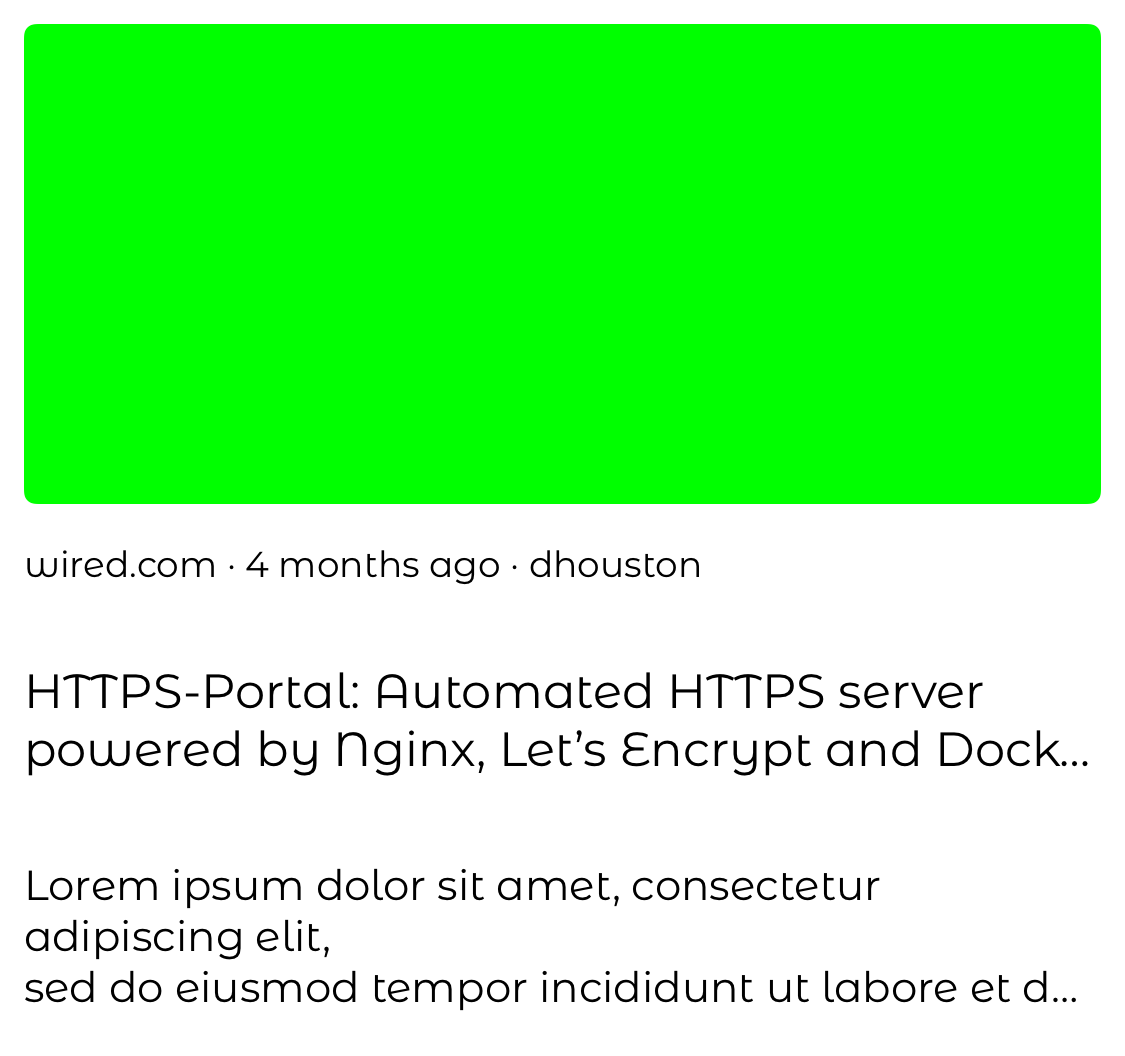 wired.com · 4 months ago · dhouston
HTTPS-Portal: Automated HTTPS server
powered by Nginx, Let’s Encrypt and Dock...
Lorem ipsum dolor sit amet, consectetur
adipiscing elit,
sed do eiusmod tempor incididunt ut labore et d...